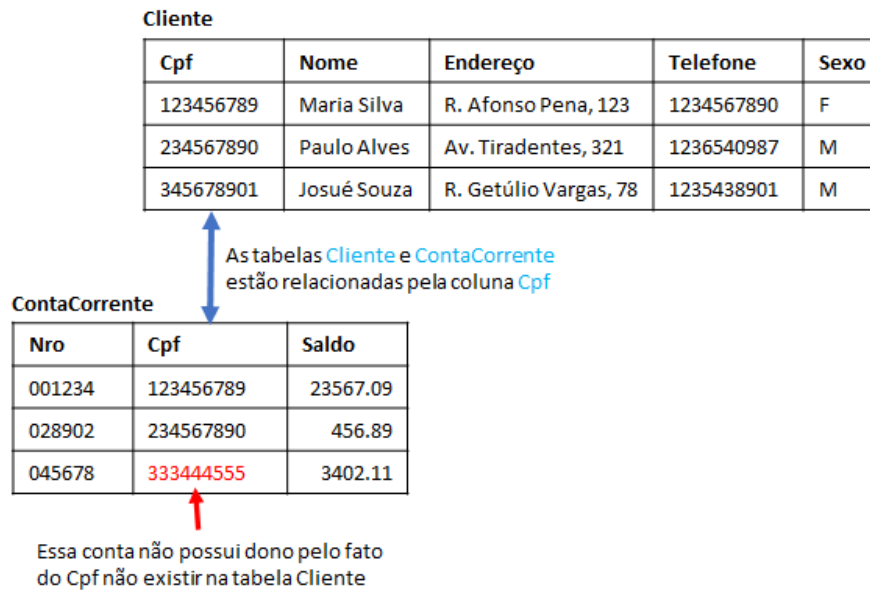 Cliente
Cpf Nome Endereço Telefone Sexo
123456789 Maria Silva R. Afonso Pena, 123 1234567890 F
234567890 Paulo Alves Av. Tiradentes, 321 1236540987 M
345678901 Josué Souza R. Getúlio Vargas, 78 1235438901 M
As tabelas Cliente e ContaCorrente
estão relacionadas pela coluna Cpf
ContaCorrente
Nro Cpf Saldo
001234 123456789 23567.09
028902 234567890 456.89
045678 333444555 3402.11
Essa conta não possui dono pelo fato
do Cpf não existir na tabela Cliente